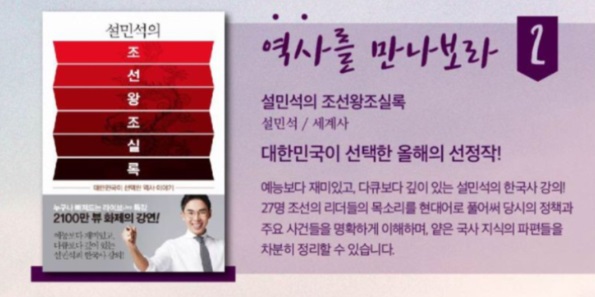 설민석의
조
선
왕
조
실
록
대한민국이 선택한 역사 이야기
누구나 빠져드는 라이브 특강
2100만 뷰 화제의 강연!
예능보다 재미있고,
다큐보다 깊이 있는
설민석의 한국사 강의!
역사를 만나보라
2
설민석의 조선왕조실록
설민석 / 세계사
대한민국이 선택한 올해의 선정작!
예능보다 재미있고, 다큐보다 깊이 있는 설민석의 한국사 강의!
27명 조선의 리더들의 목소리를 현대어로 풀어써 당시의 정책과
주요 사건들을 명확하게 이해하며, 얕은 국사 지식의 파편들을
차분히 정리할 수 있습니다.